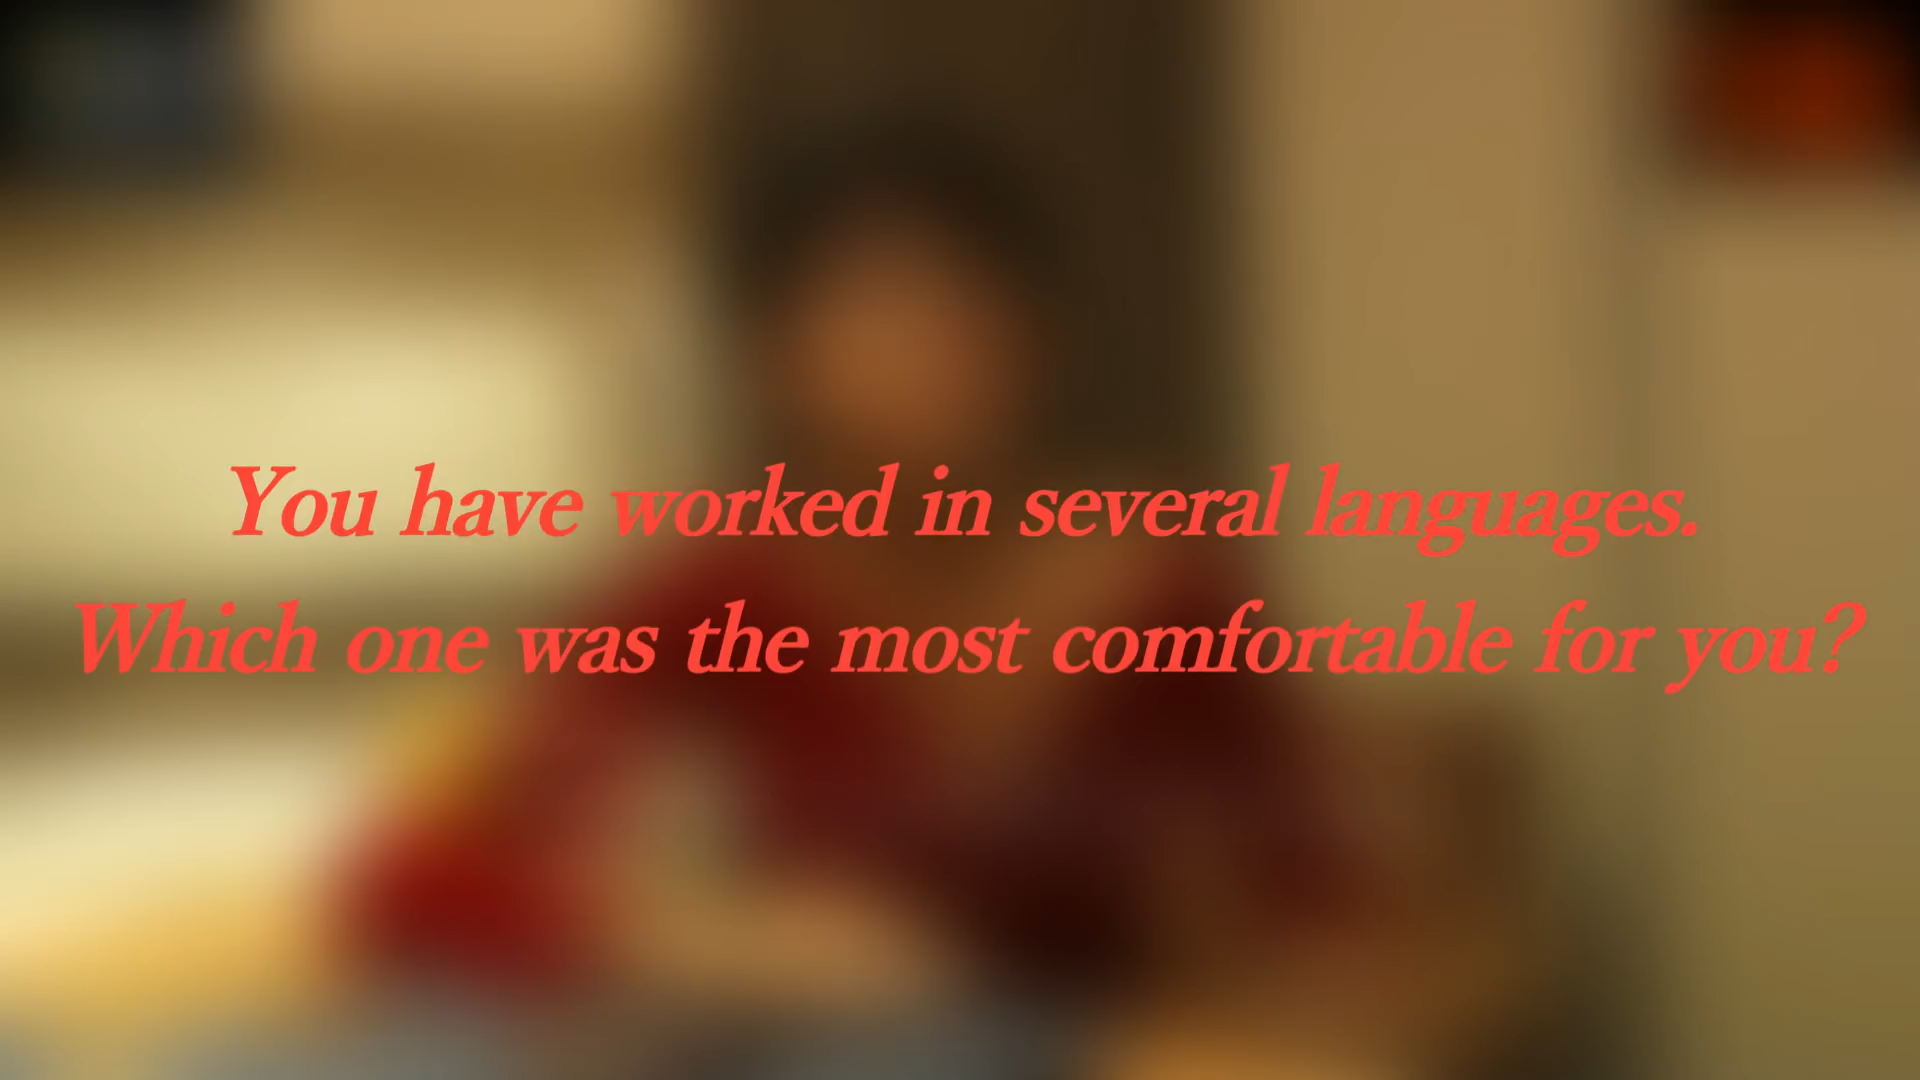 You have worked in several languages.
Which one was the most comfortable for you?